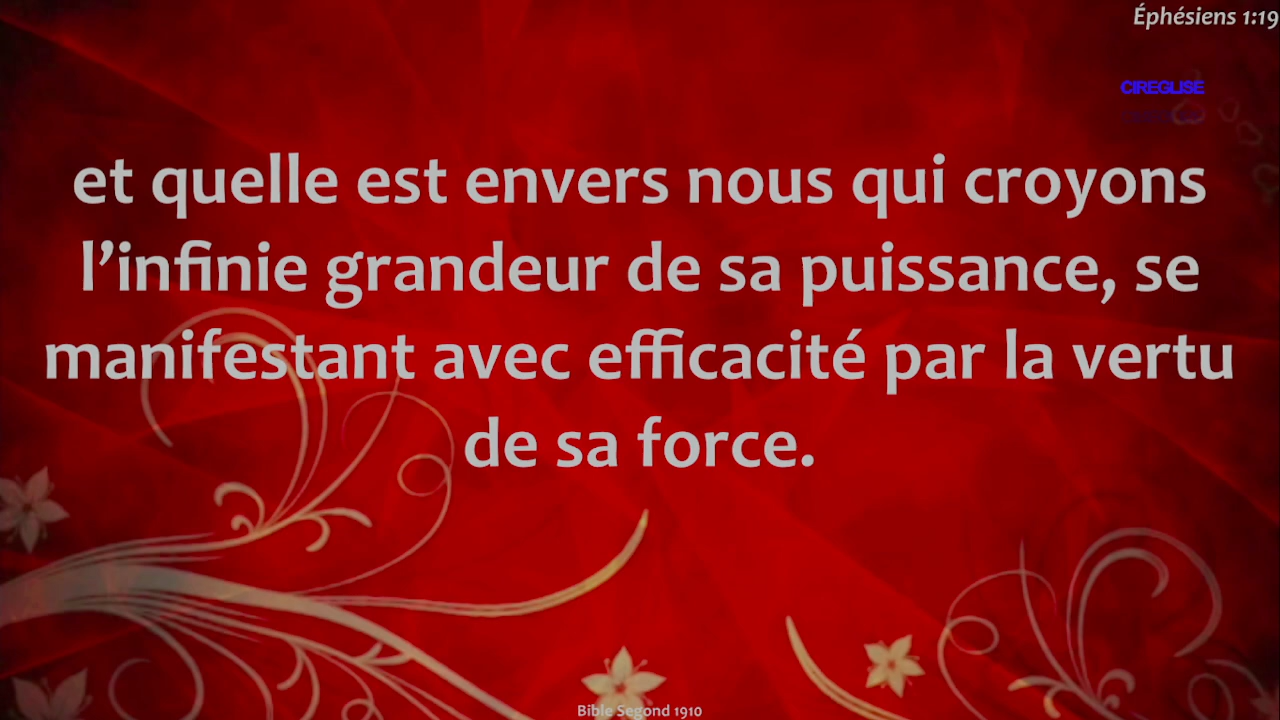 Éphésiens 1:19
CIREGLISE
et quelle est envers nous qui croyons
l’infinie grandeur de sa puissance, se
manifestant avec efficacité par la vertu
de sa force.
Bible Segond 1910